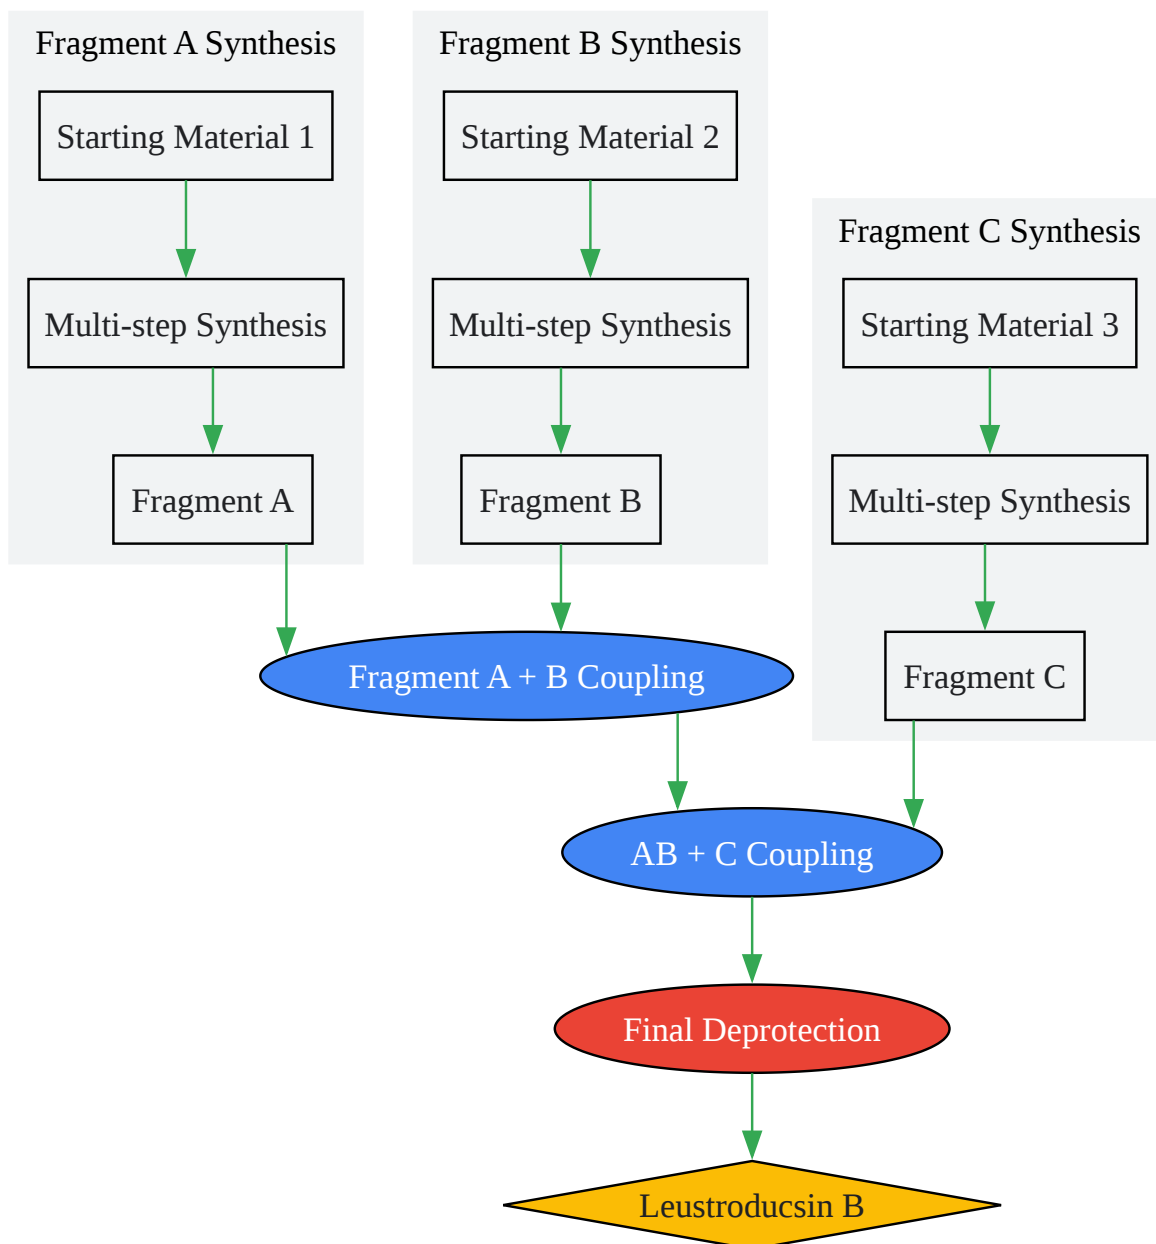 Fragment A Synthesis
Starting Material 1
Multi-step Synthesis
Fragment A
Fragment B Synthesis
Starting Material 2
Multi-step Synthesis
Fragment B
Fragment C Synthesis
Starting Material 3
Multi-step Synthesis
Fragment C
Fragment A + B Coupling
AB + C Coupling
Final Deprotection
Leustroducsin B